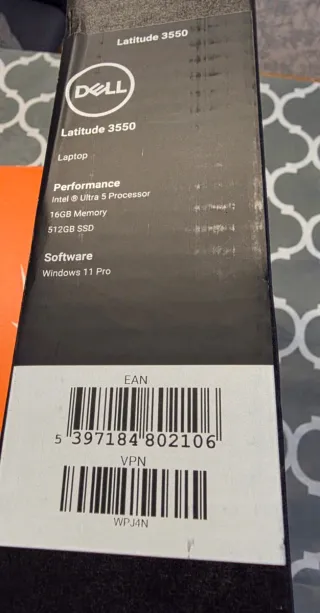 Latitude 3550
DELL
Latitude 3550
Laptop
Performance
Intel ® Ultra 5 Processor
16GB Memory
512GB SSD
Software
Windows 11 Pro
EAN
5 397184 802106
VPN
WPJ4N